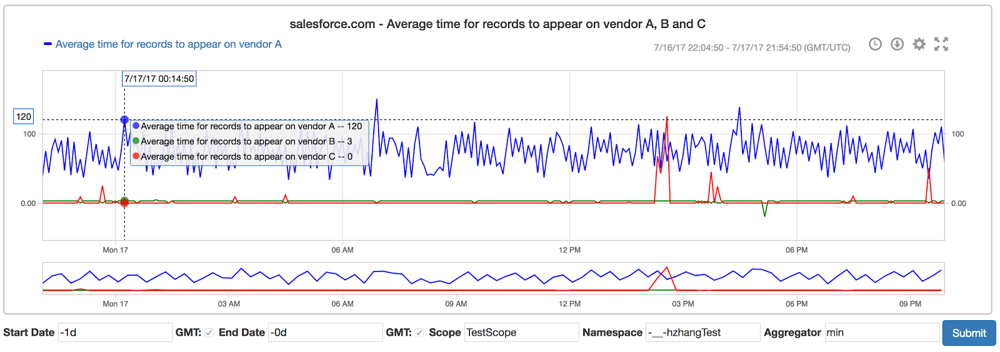 salesforce.com - Average time for records to appear on vendor A, B and C
Average time for records to appear on vendor A
7/16/17 22:04:50 - 7/17/17 21:54:50 (GMT/UTC)
7/17/17 00:14:50
120
Average time for records to appear on vendor A -- 120
100
100
Average time for records to appear on vendor B -- 3
Average time for records to appear on vendor C -- 0
0.00
0.00
Mon 17 06 AM 12 PM 06 PM
Mon 17 03 AM 06 AM 09 AM 12 PM 03 PM 06 PM 09 PM
Start Date -1d GMT: End Date -0d GMT: Scope TestScope Namespace -__-hzhangTest Aggregator min Submit